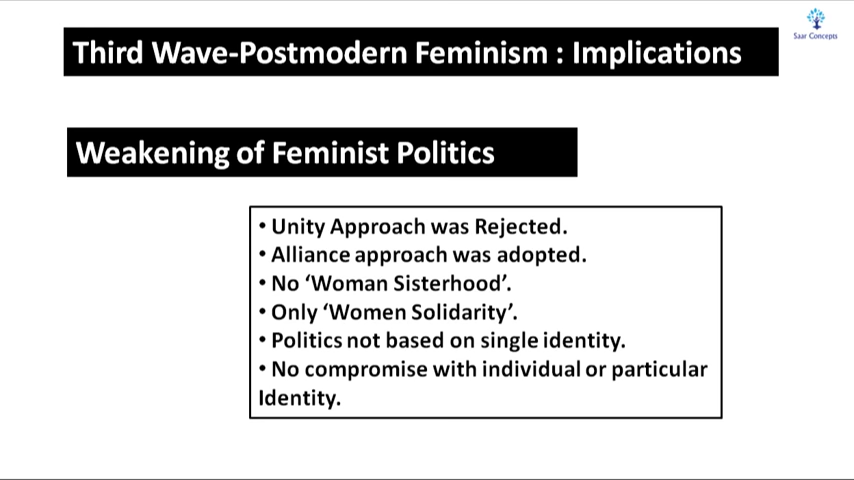 Saar Concepts
Third Wave-Postmodern Feminism : Implications
Weakening of Feminist Politics
• Unity Approach was Rejected.
• Alliance approach was adopted.
• No ‘Woman Sisterhood’.
• Only ‘Women Solidarity’.
• Politics not based on single identity.
• No compromise with individual or particular
Identity.